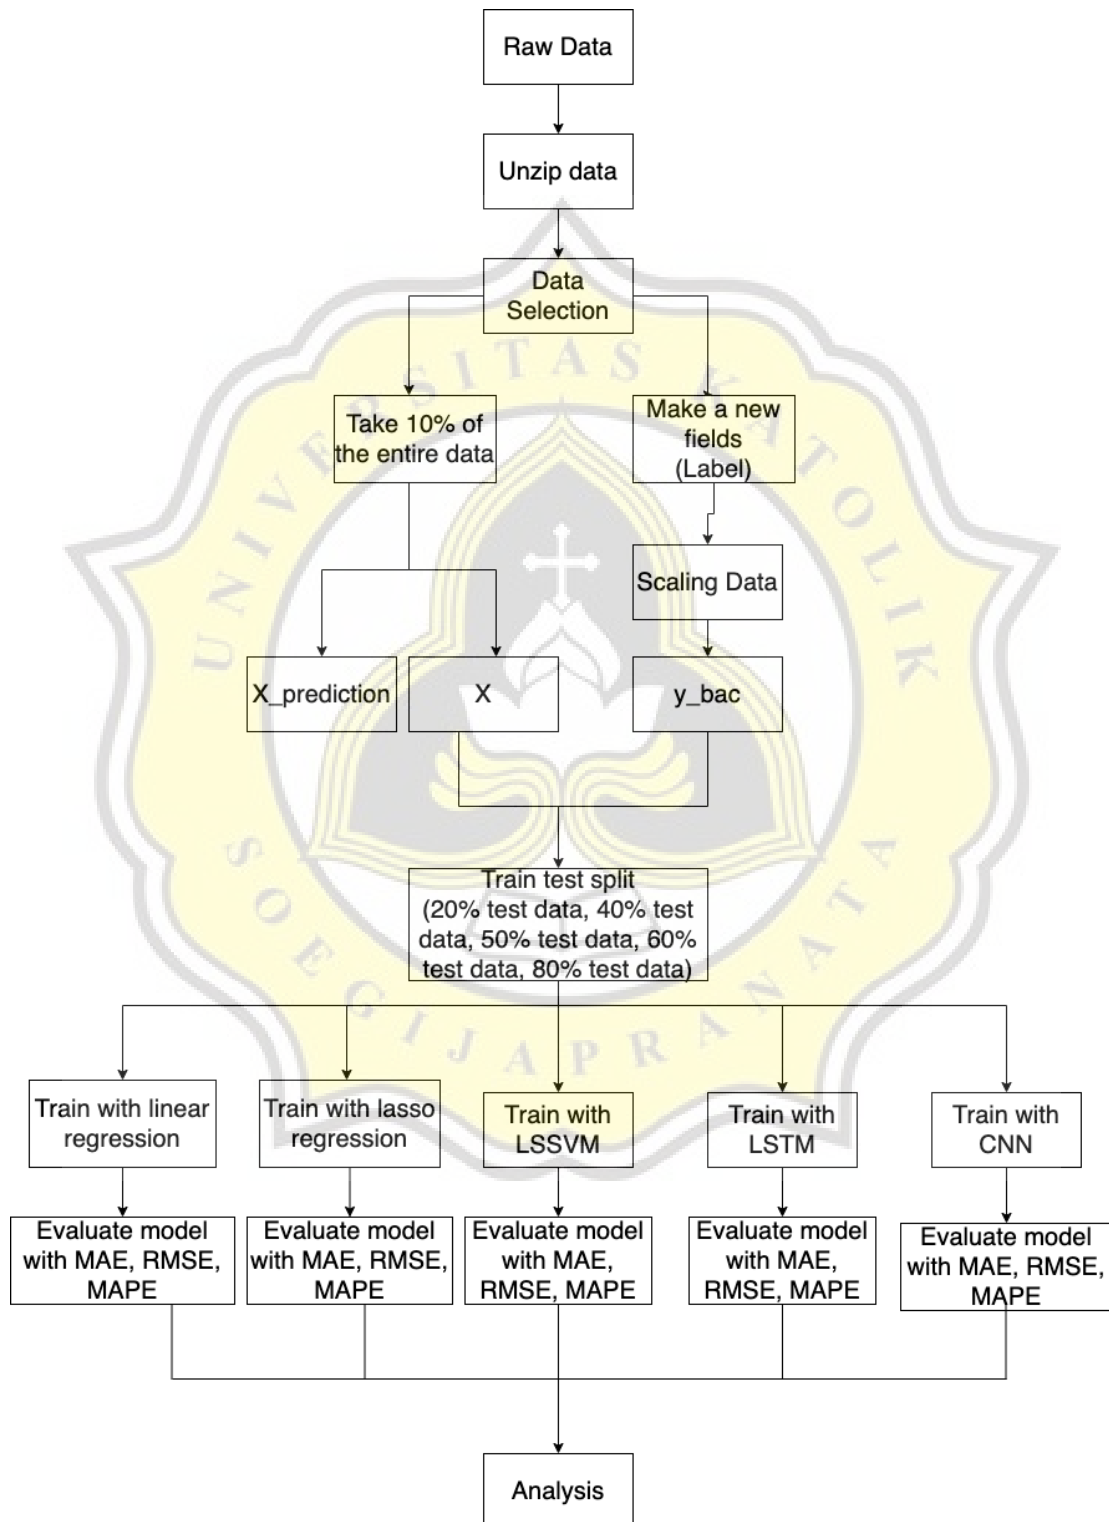 Raw Data
Unzip data
Data
Selection
Take 10% of
the entire data
Make a new
fields
(Label)
Scaling Data
X_prediction
X
y_bac
Train test split
(20% test data, 40% test
data, 50% test data, 60%
test data, 80% test data)
Train with linear
regression
Train with lasso
regression
Train with
LSSVM
Train with
LSTM
Train with
CNN
Evaluate model
with MAE, RMSE,
MAPE
Evaluate model
with MAE, RMSE,
MAPE
Evaluate model
with MAE,
RMSE, MAPE
Evaluate model
with MAE,
RMSE, MAPE
Evaluate model
with MAE, RMSE,
MAPE
Analysis
UNIVERSITAS KATOLIK
SOEGIJAPRANATA